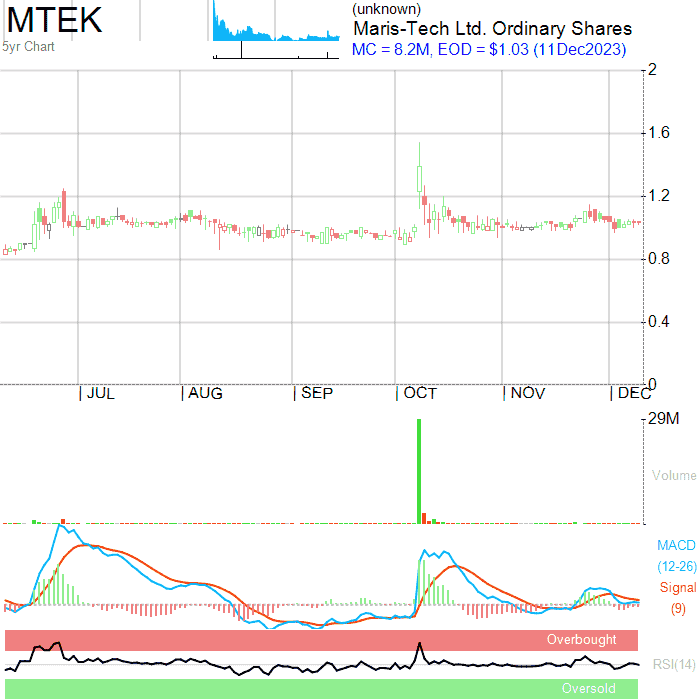 MTEK
5yr Chart
(unknown)
Maris-Tech Ltd. Ordinary Shares
MC = 8.2M, EOD = $1.03 (11Dec2023)
2
1.6
1.2
0.8
0.4
0
JUL AUG SEP OCT NOV DEC
29M
Volume
MACD
(12-26)
Signal
(9)
Overbought
RSI(14)
Oversold